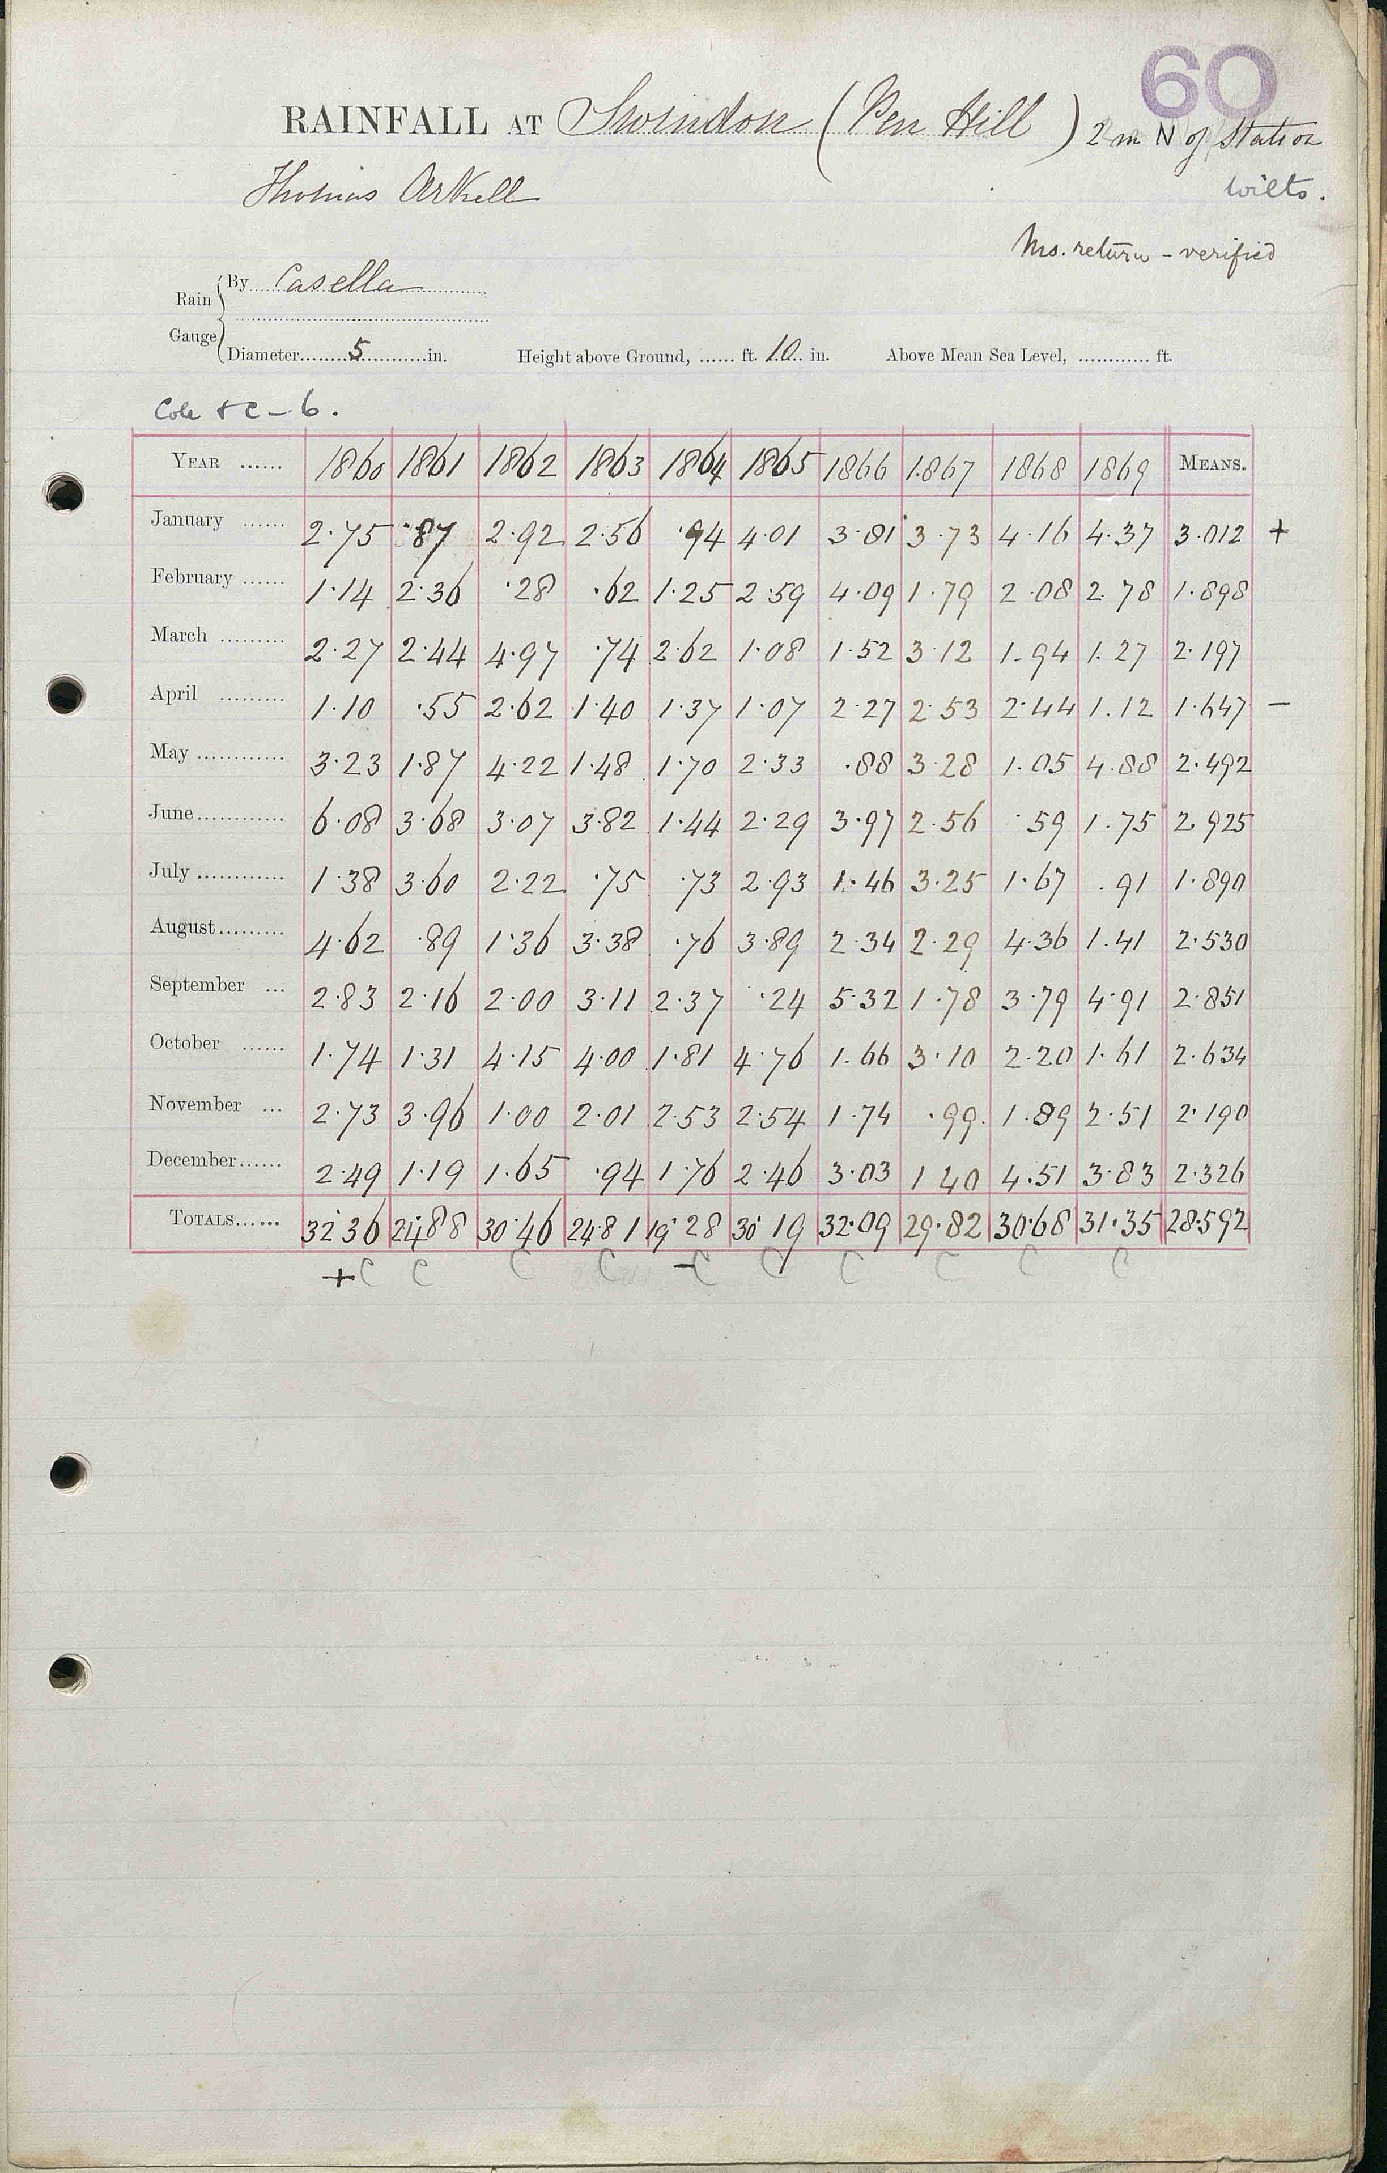 60
RAINFALL AT Swindon (Pen Hill) 2 m N of Station
Thomas Arkell
Wilts.
Ms. return - verified
Rain Gauge { By Casella
Diameter 5 in. Height above Ground, ...... ft. 10 in. Above Mean Sea Level, ............ ft.
Cole & C - 6.
YEAR ...... 1860 1861 1862 1863 1864 1865 1866 1867 1868 1869 MEANS.
January ...... 2.75 .87 2.92 2.56 .94 4.01 3.81 3.73 4.16 4.37 3.012 +
February ...... 1.14 2.36 .28 .62 1.25 2.59 4.09 1.79 2.08 2.78 1.898
March ......... 2.27 2.44 4.97 .74 2.62 1.08 1.52 3.12 1.94 1.27 2.197
April ......... 1.10 .55 2.62 1.40 1.37 1.07 2.27 2.53 2.44 1.12 1.647 -
May ............ 3.23 1.87 4.22 1.48 1.70 2.33 .88 3.28 1.05 4.88 2.492
June ............ 6.08 3.68 3.07 3.82 1.44 2.29 3.97 2.56 .59 1.75 2.925
July ............ 1.38 3.60 2.22 .75 .73 2.93 1.46 3.25 1.67 .91 1.890
August ......... 4.62 .89 1.36 3.38 .76 3.89 2.34 2.29 4.36 1.41 2.530
September ... 2.83 2.16 2.00 3.11 2.37 .24 5.32 1.78 3.79 4.91 2.851
October ...... 1.74 1.31 4.15 4.00 1.81 4.76 1.66 3.10 2.20 1.61 2.634
November ... 2.73 3.96 1.00 2.01 2.53 2.54 1.74 .99 1.89 2.51 2.190
December ...... 2.49 1.19 1.65 .94 1.76 2.46 3.03 1.40 4.51 3.83 2.326
TOTALS ...... 32.36 24.88 30.46 24.81 19.28 30.19 32.09 29.82 30.68 31.35 28.592
+ C C C C - C C C C C C